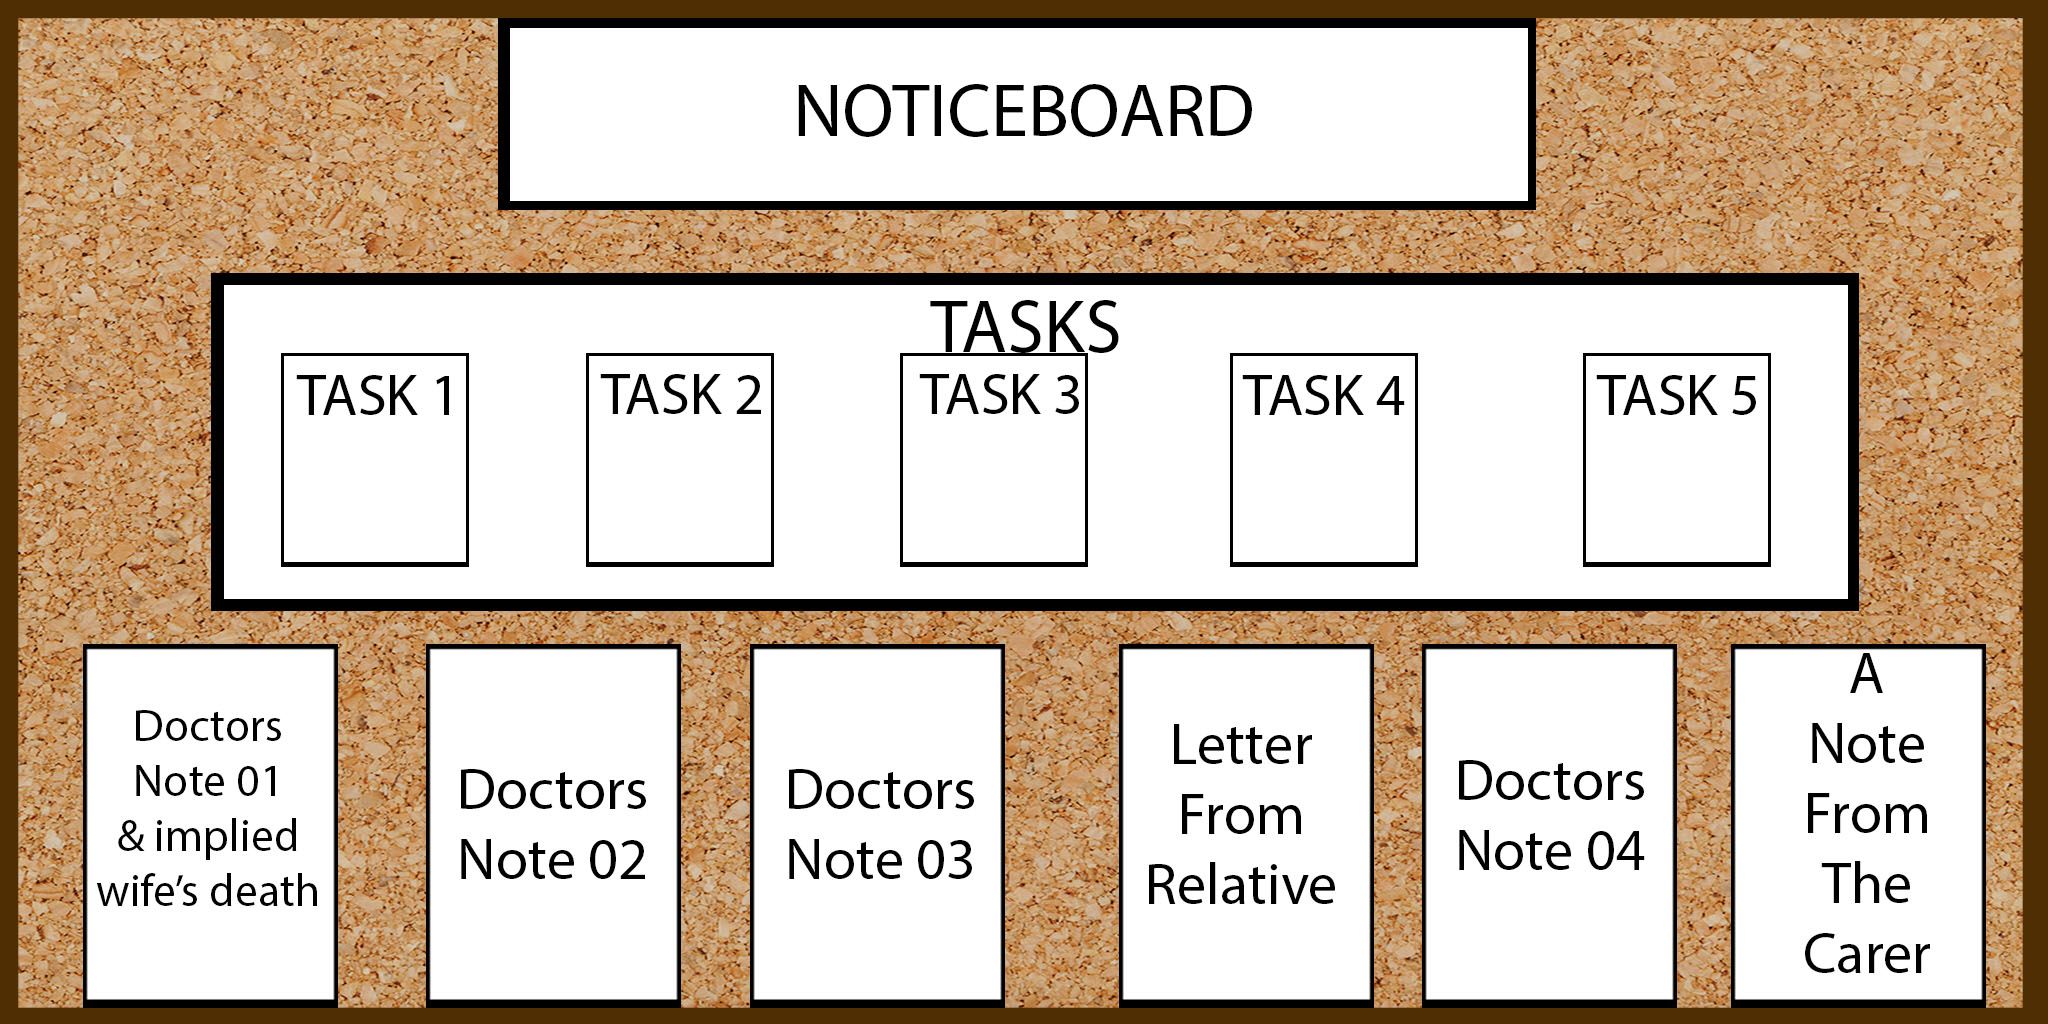 NOTICEBOARD
TASKS
TASK 1
TASK 2
TASK 3
TASK 4
TASK 5
Doctors
Note 01
& implied
wife’s death
Doctors
Note 02
Doctors
Note 03
Letter
From
Relative
Doctors
Note 04
A
Note
From
The
Carer